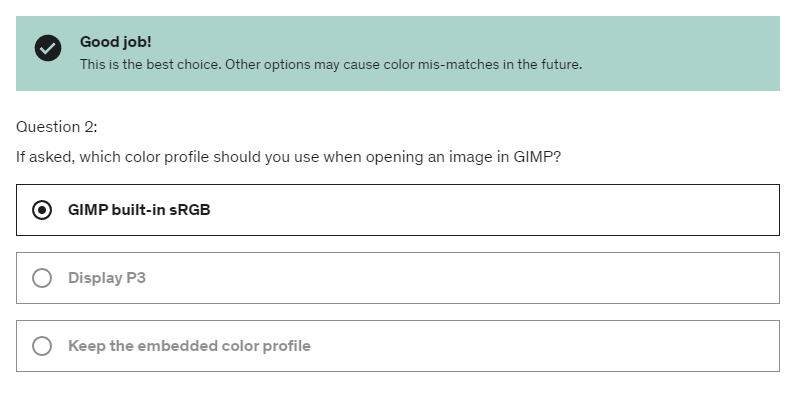 Good job!
This is the best choice. Other options may cause color mis-matches in the future.
Question 2:
If asked, which color profile should you use when opening an image in GIMP?
GIMP built-in sRGB
Display P3
Keep the embedded color profile